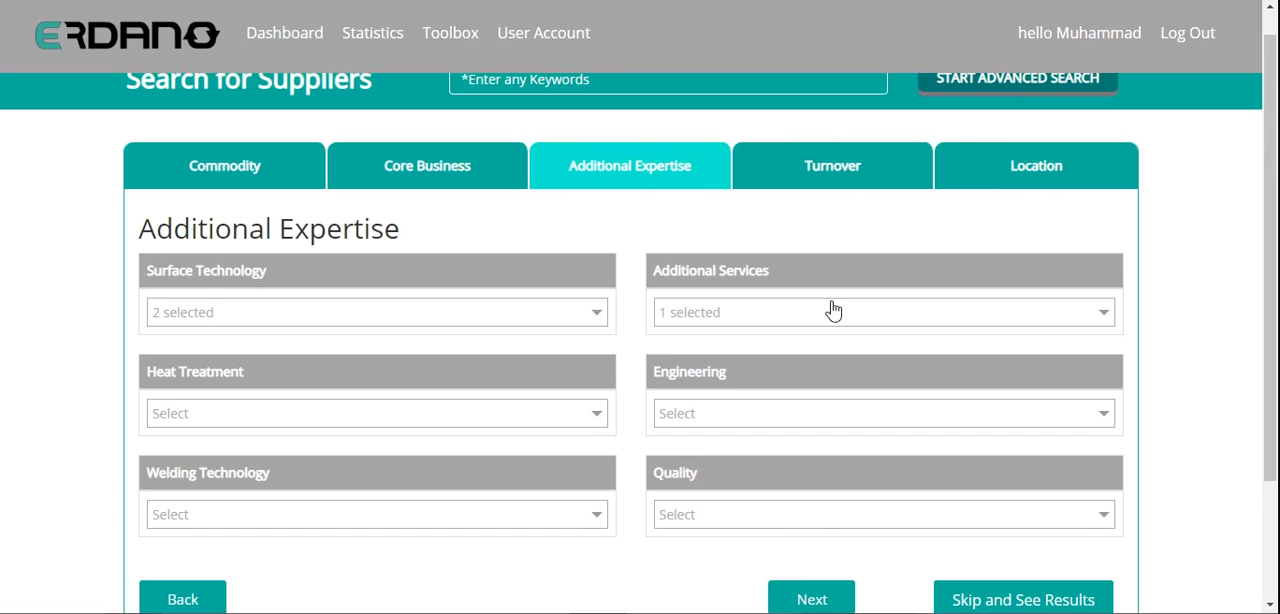 ERDANO Dashboard Statistics Toolbox User Account hello Muhammad Log Out
Search for Suppliers *Enter any Keywords START ADVANCED SEARCH
Commodity Core Business Additional Expertise Turnover Location
Additional Expertise
Surface Technology Additional Services
2 selected 1 selected
Heat Treatment Engineering
Select Select
Welding Technology Quality
Select Select
Back Next Skip and See Results